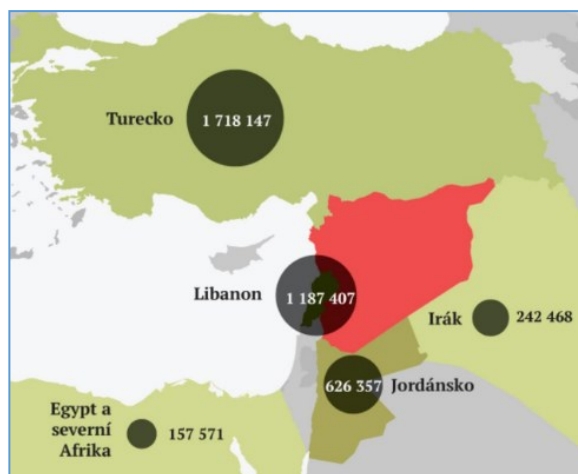 Turecko
1 718 147
Libanon
1 187 407
Irák
242 468
626 357
Jordánsko
Egypt a
severní
Afrika
157 571